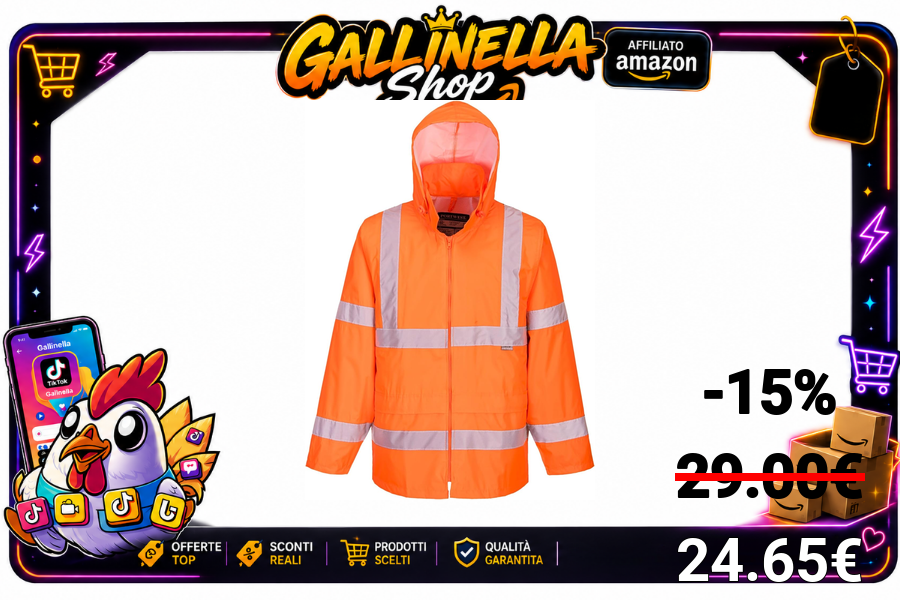 GALLINELLA
Shop
AFFILIATO
amazon
Gallinella
TikTok
Gallinella
-15%
29.00€
24.65€
OFFERTE
TOP
SCONTI
REALI
PRODOTTI
SCELTI
QUALITÀ
GARANTITA